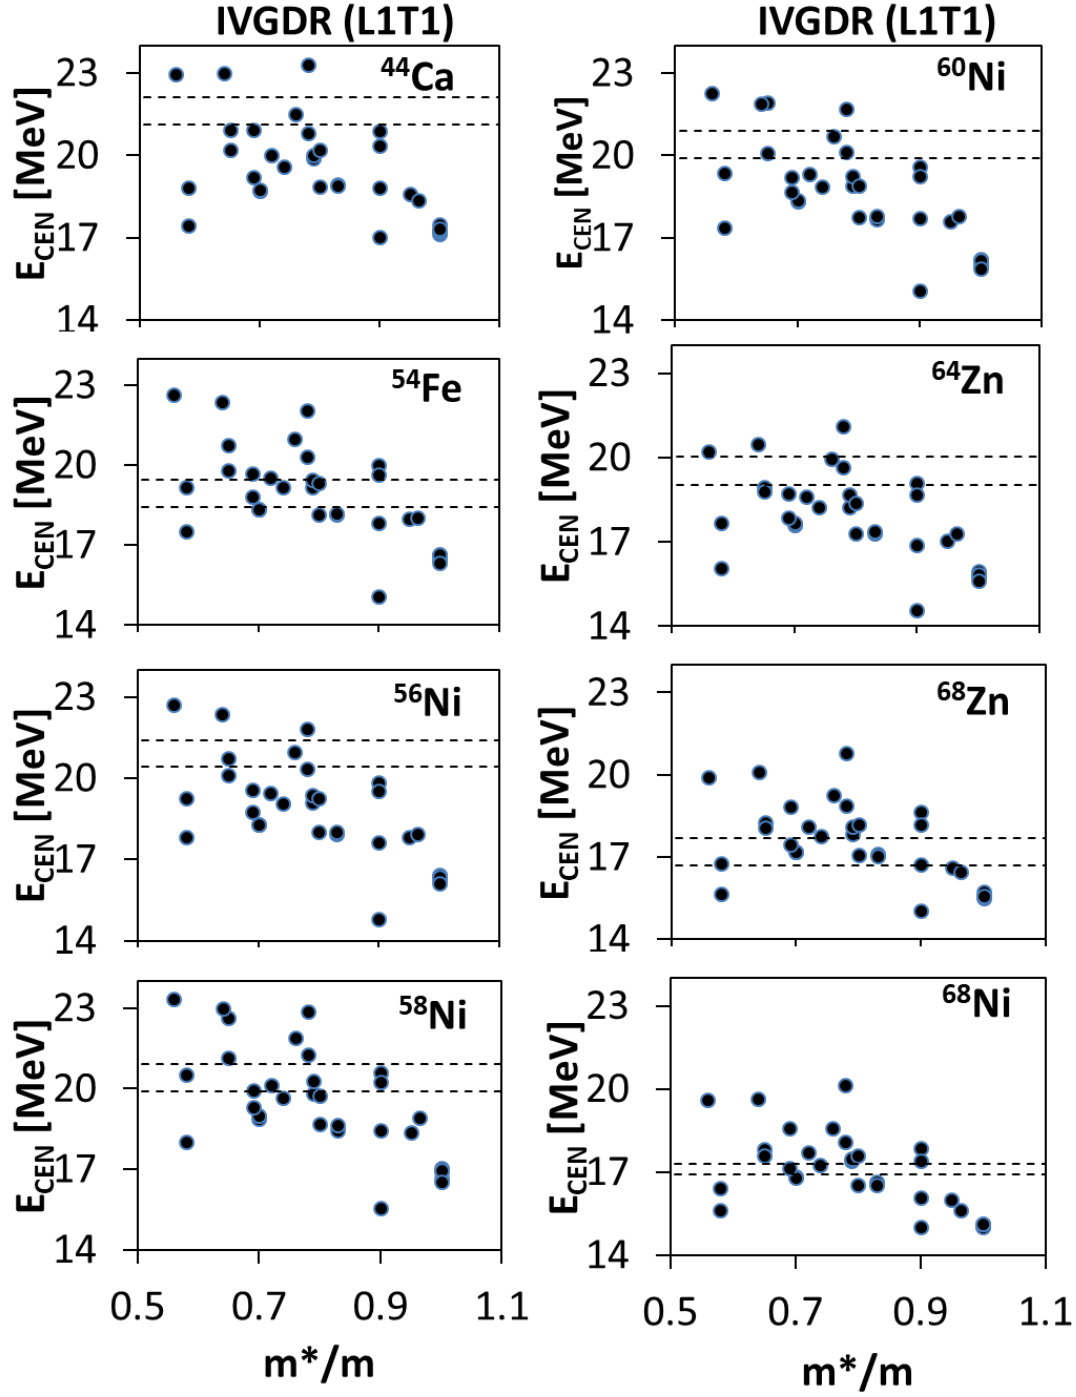 IVGDR (L1T1)
44Ca
E_CEN [MeV]
23
20
17
14
54Fe
E_CEN [MeV]
23
20
17
14
56Ni
E_CEN [MeV]
23
20
17
14
58Ni
E_CEN [MeV]
23
20
17
14
0.5 0.7 0.9 1.1
m*/m
IVGDR (L1T1)
60Ni
E_CEN [MeV]
23
20
17
14
64Zn
E_CEN [MeV]
23
20
17
14
68Zn
E_CEN [MeV]
23
20
17
14
68Ni
E_CEN [MeV]
23
20
17
14
0.5 0.7 0.9 1.1
m*/m